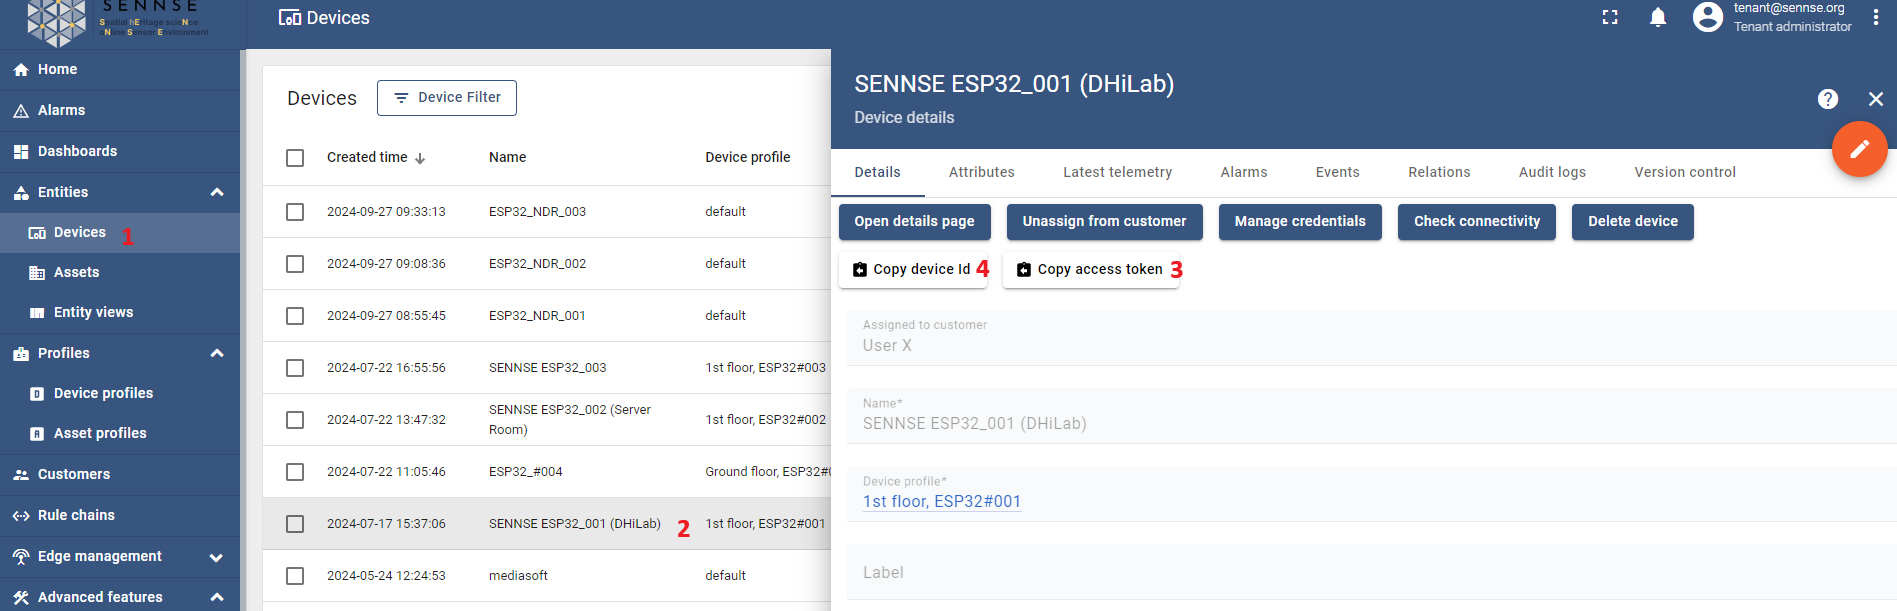 SENNSE
Spatial hEritage scieNce
oNline Sensor Environment
Devices
tenant@sennse.org
Tenant administrator
Home
Alarms
Dashboards
Entities
Devices 1
Assets
Entity views
Profiles
Device profiles
Asset profiles
Customers
Rule chains
Edge management
Advanced features
Devices
Device Filter
Created time Name Device profile
2024-09-27 09:33:13 ESP32_NDR_003 default
2024-09-27 09:08:36 ESP32_NDR_002 default
2024-09-27 08:55:45 ESP32_NDR_001 default
2024-07-22 16:55:56 SENNSE ESP32_003 1st floor, ESP32#003
2024-07-22 13:47:32 SENNSE ESP32_002 (Server Room) 1st floor, ESP32#002
2024-07-22 11:05:46 ESP32_#004 Ground floor, ESP32#0
2024-07-17 15:37:06 SENNSE ESP32_001 (DHiLab) 2 1st floor, ESP32#001
2024-05-24 12:24:53 mediasoft default
SENNSE ESP32_001 (DHiLab)
Device details
?
Details Attributes Latest telemetry Alarms Events Relations Audit logs Version control
Open details page Unassign from customer Manage credentials Check connectivity Delete device
Copy device Id 4 Copy access token 3
Assigned to customer
User X
Name*
SENNSE ESP32_001 (DHiLab)
Device profile*
1st floor, ESP32#001
Label